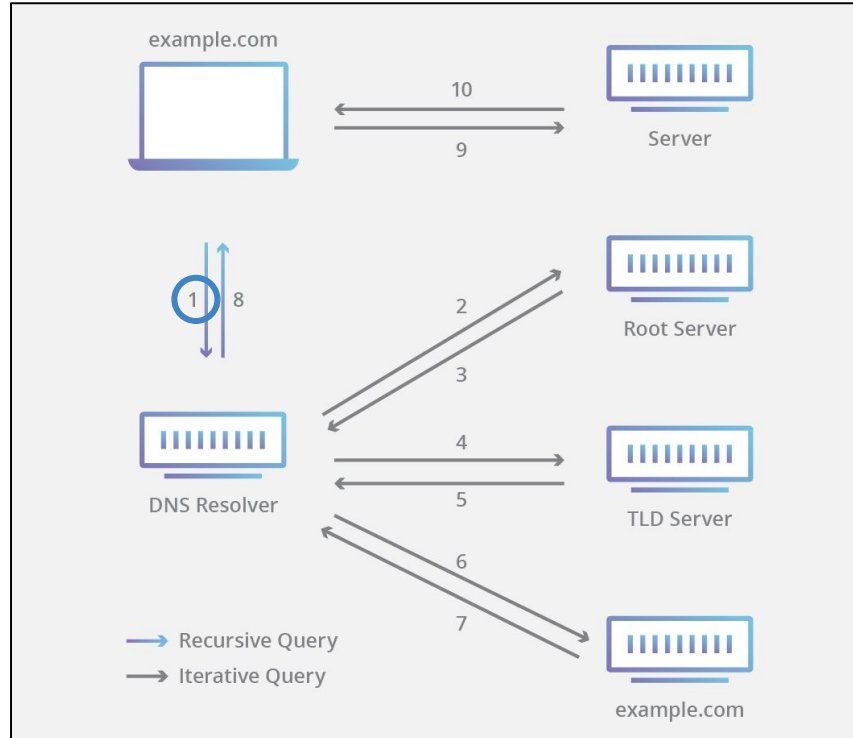 example.com
10
9
Server
1
8
2
3
Root Server
4
5
DNS Resolver
TLD Server
6
7
Recursive Query
Iterative Query
example.com